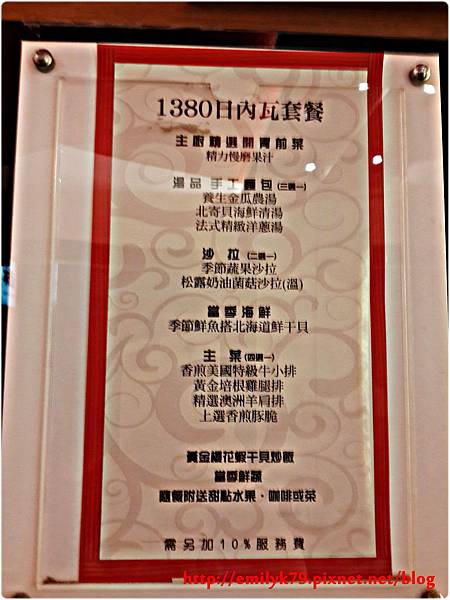 1380日內瓦套餐
主廚精選開胃前菜
精力慢磨果汁
湯品 手工麵包(三選一)
養生金瓜農湯
北寄貝海鮮清湯
法式精緻洋蔥湯
沙 拉(二選一)
季節蔬果沙拉
松露奶油菌菇沙拉(溫)
當季海鮮
季節鮮魚搭北海道鮮干貝
主 菜(四選一)
香煎美國特級牛小排
黃金培根雞腿排
精選澳洲羊肩排
上選香煎豚脆
黃金櫻花蝦干貝炒飯
當季鮮蔬
隨餐附送甜點水果、咖啡或茶
需另加10%服務費
http://emilyk79.pixnet.net/blog